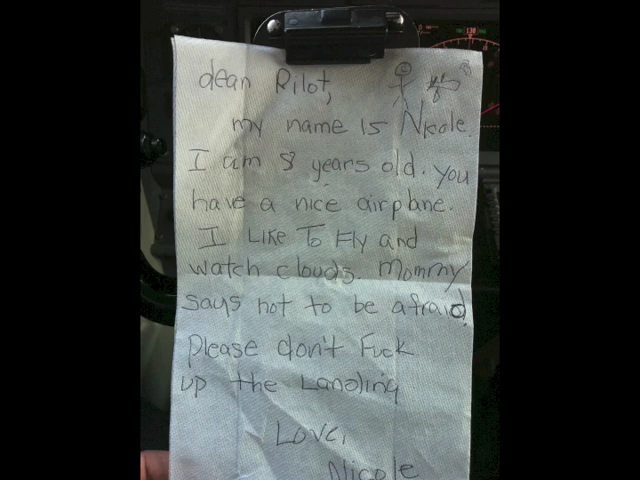 dear Pilot,
my name is Nicole.
I am 8 years old. you
have a nice airplane.
I LIKE To Fly and
watch clouds. Mommy
says not to be afraid.
please don't Fuck
up the Landing
Love,
Nicole